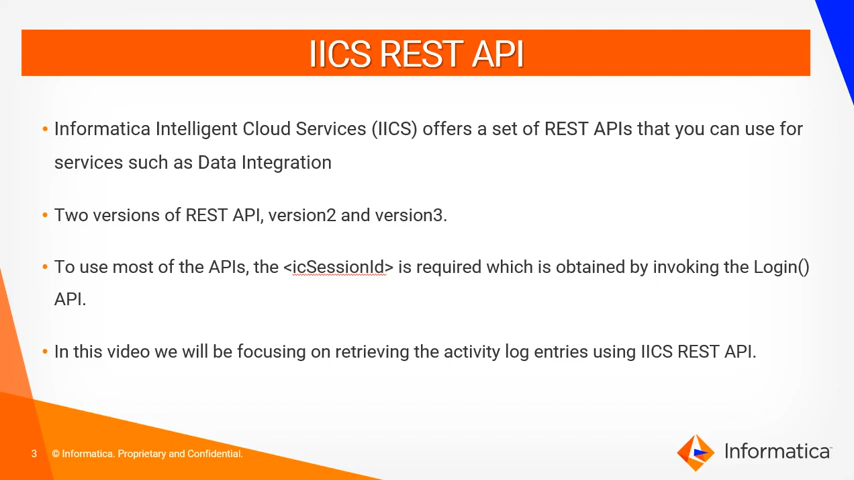 IICS REST API
• Informatica Intelligent Cloud Services (IICS) offers a set of REST APIs that you can use for
services such as Data Integration
• Two versions of REST API, version2 and version3.
• To use most of the APIs, the <icSessionId> is required which is obtained by invoking the Login()
API.
• In this video we will be focusing on retrieving the activity log entries using IICS REST API.
3 © Informatica. Proprietary and Confidential.
Informatica™